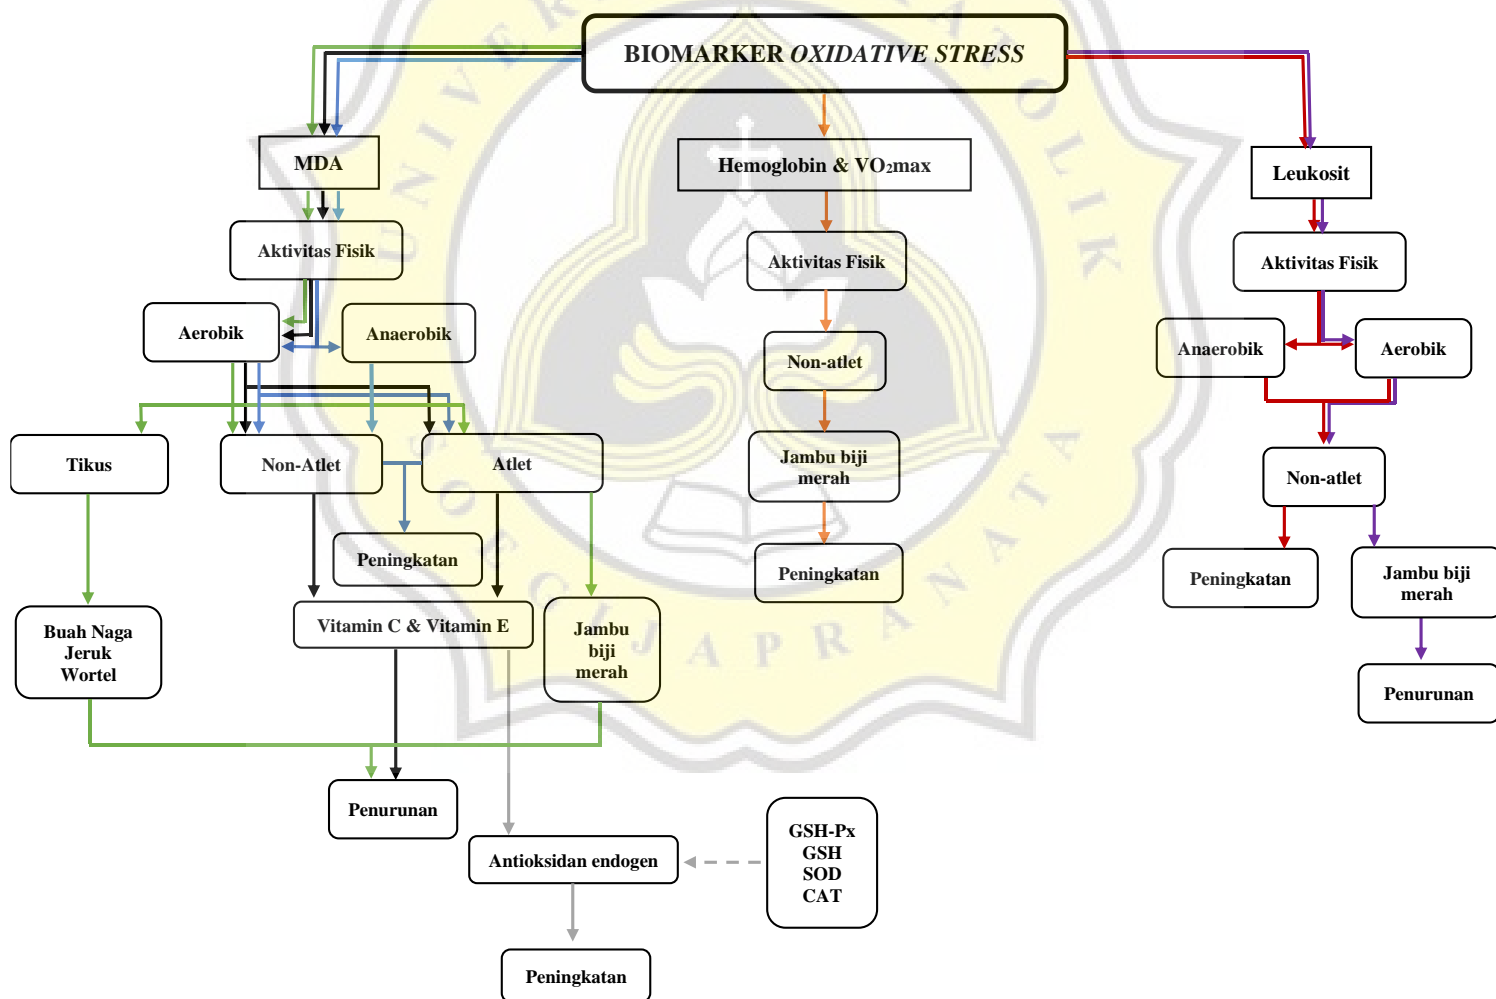 BIOMARKER OXIDATIVE STRESS
MDA
Hemoglobin & VO₂max
Leukosit
Aktivitas Fisik
Aktivitas Fisik
Aktivitas Fisik
Aerobik
Anaerobik
Non-atlet
Anaerobik
Aerobik
Tikus
Non-Atlet
Atlet
Jambu biji
merah
Non-atlet
Peningkatan
Peningkatan
Peningkatan
Jambu biji
merah
Buah Naga
Jeruk
Wortel
Vitamin C & Vitamin E
Jambu
biji
merah
Penurunan
Penurunan
Antioksidan endogen
GSH-Px
GSH
SOD
CAT
Peningkatan
SOEGIJAPRANATA